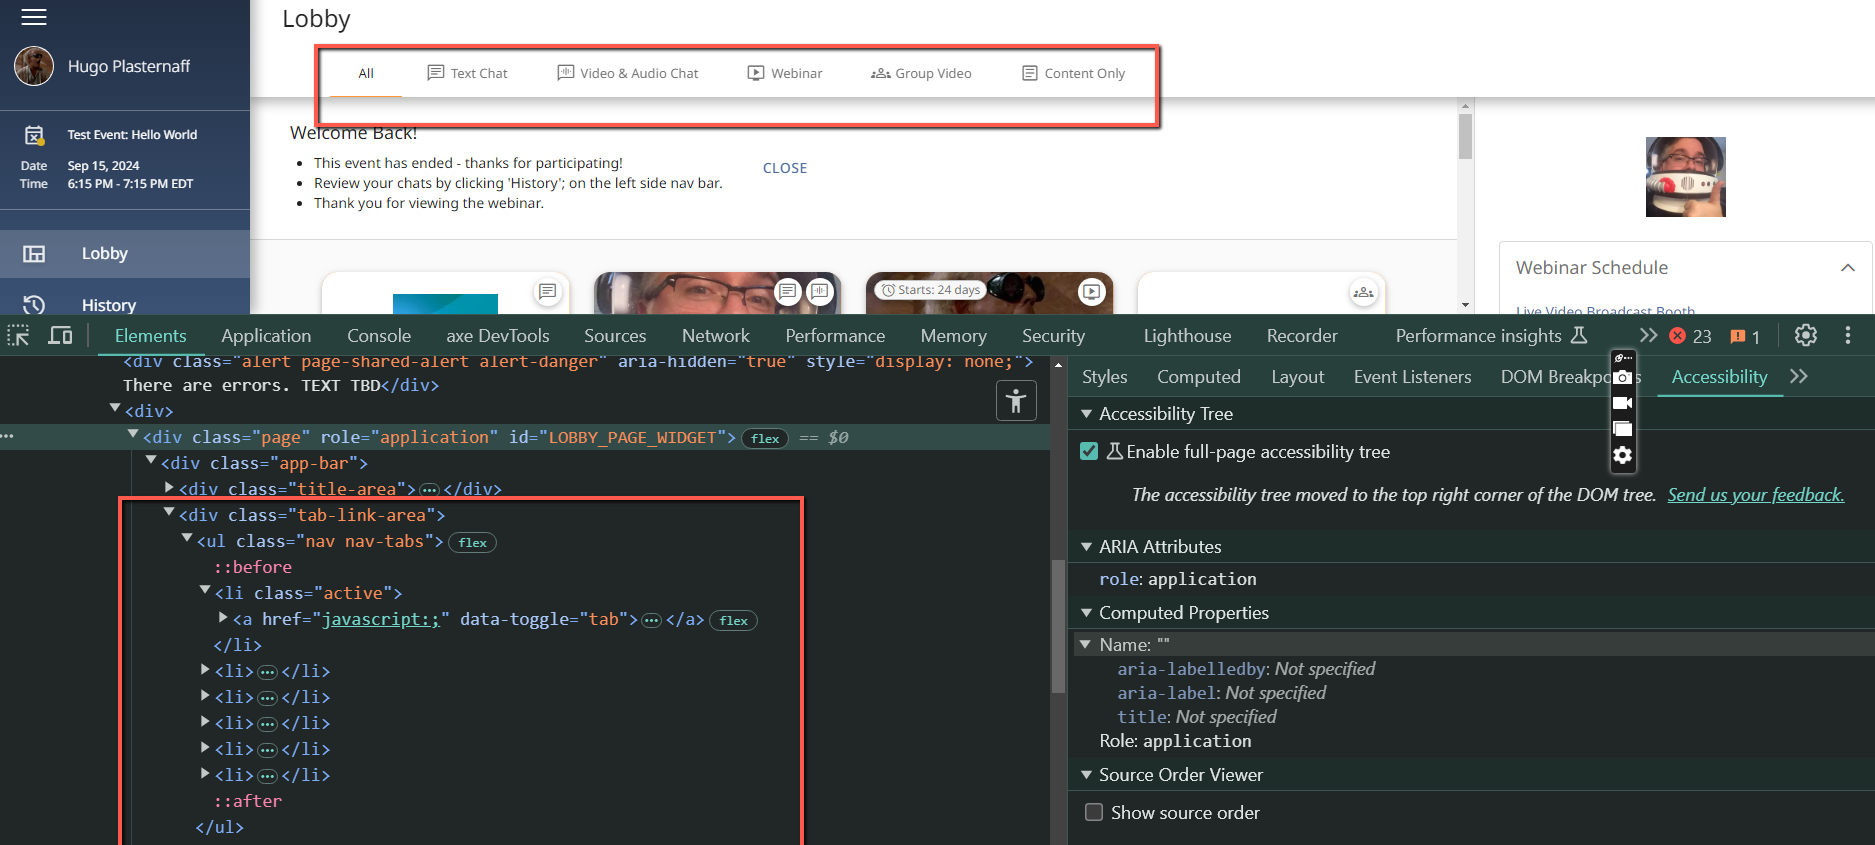 Lobby
Hugo Plasternaff
All
Text Chat
Video & Audio Chat
Webinar
Group Video
Content Only
Test Event: Hello World
Date Sep 15, 2024
Time 6:15 PM - 7:15 PM EDT
Lobby
History
Welcome Back!
• This event has ended - thanks for participating!
• Review your chats by clicking 'History'; on the left side nav bar.
• Thank you for viewing the webinar.
CLOSE
Starts: 24 days
Webinar Schedule
Live Video Broadcast Booth
Elements Application Console axe DevTools Sources Network Performance Memory Security Lighthouse Recorder Performance insights 23 1
<div class="alert page-shared-alert alert-danger" aria-hidden="true" style="display: none;">
There are errors. TEXT TBD</div>
<div>
<div class="page" role="application" id="LOBBY_PAGE_WIDGET"> flex == $0
<div class="app-bar">
<div class="title-area">…</div>
<div class="tab-link-area">
<ul class="nav nav-tabs"> flex
::before
<li class="active">
<a href="javascript:;" data-toggle="tab">…</a> flex
</li>
<li>…</li>
<li>…</li>
<li>…</li>
<li>…</li>
<li>…</li>
::after
</ul>
Styles Computed Layout Event Listeners DOM Accessibility
Accessibility Tree
Enable full-page accessibility tree
The accessibility tree moved to the top right corner of the DOM tree. Send us your feedback.
ARIA Attributes
role: application
Computed Properties
Name: ""
aria-labelledby: Not specified
aria-label: Not specified
title: Not specified
Role: application
Source Order Viewer
Show source order